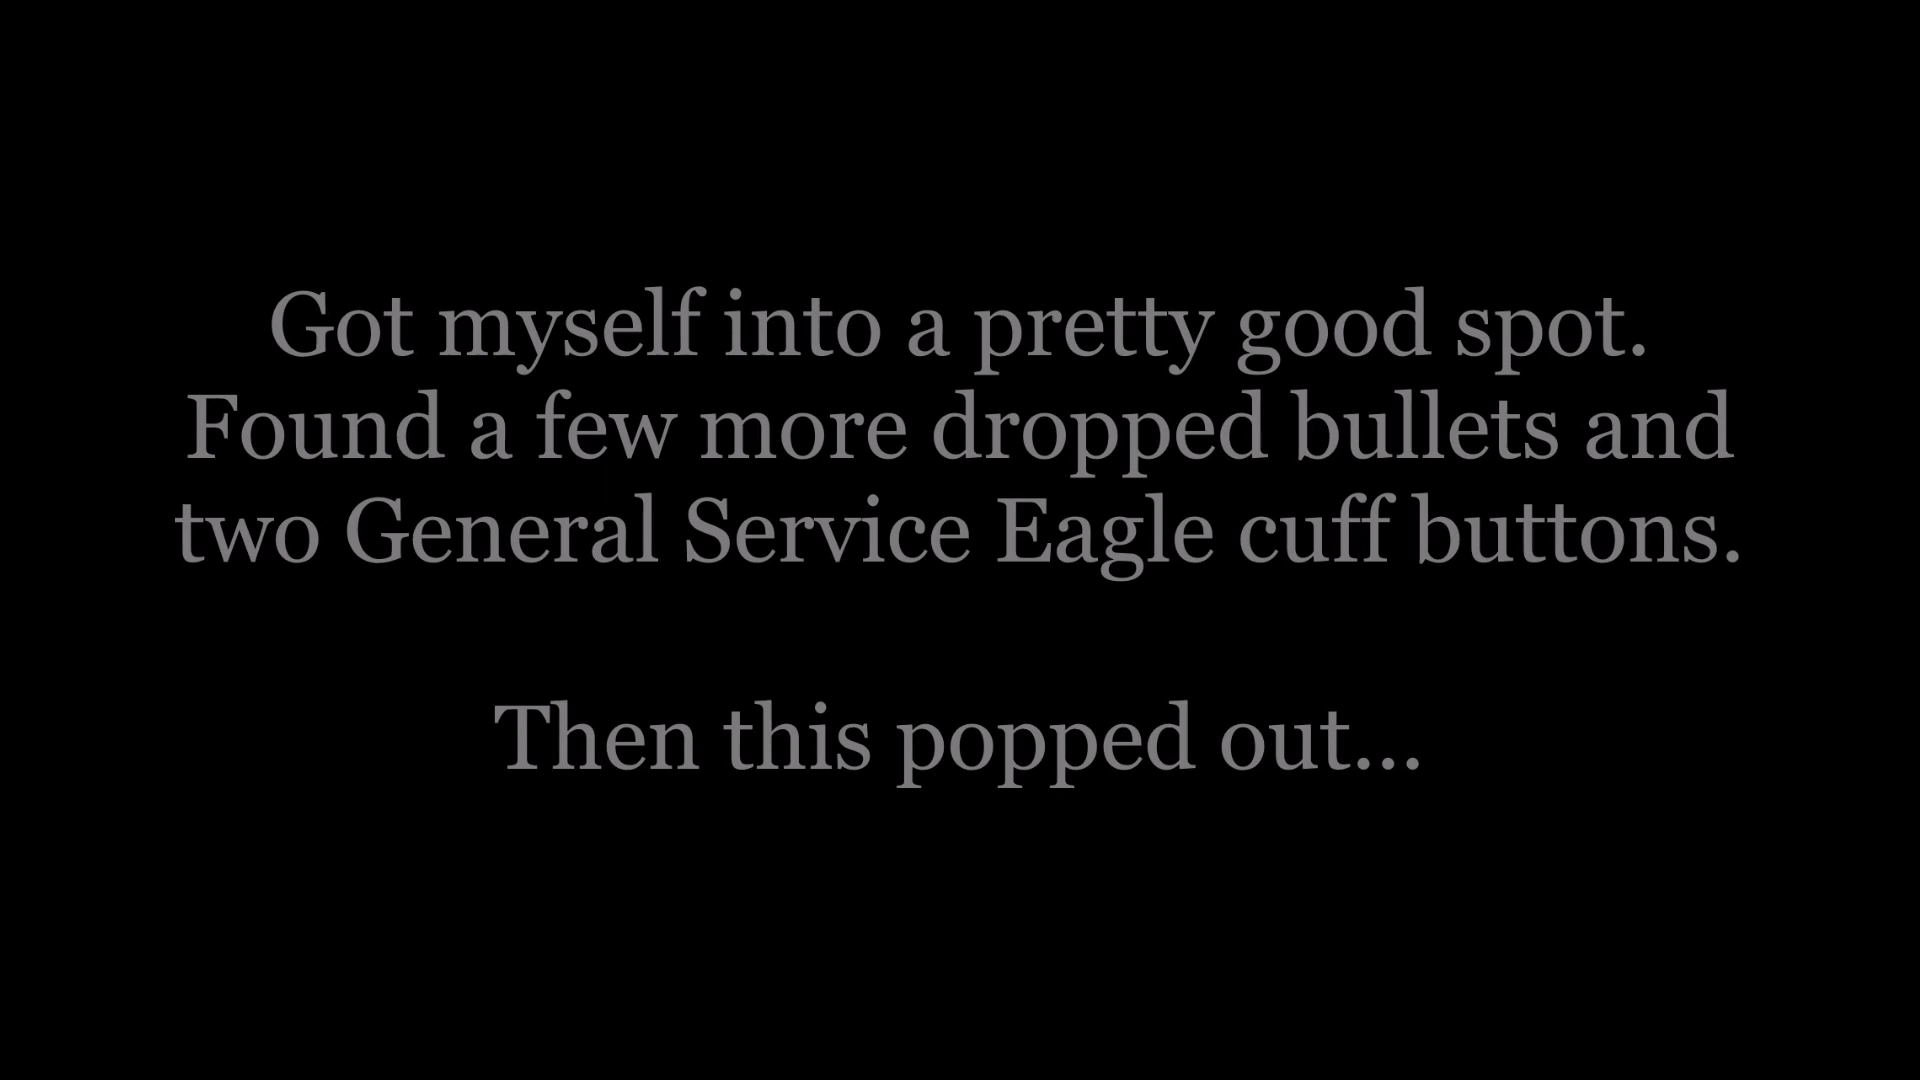 Got myself into a pretty good spot.
Found a few more dropped bullets and
two General Service Eagle cuff buttons.
Then this popped out...